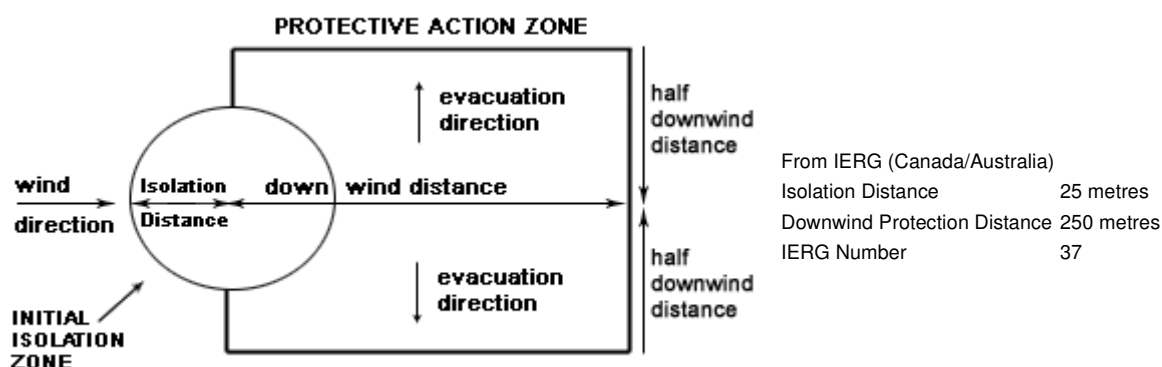 PROTECTIVE ACTION ZONE
evacuation
direction
half
downwind
distance
wind
direction
Isolation
Distance
down wind distance
evacuation
direction
half
downwind
distance
INITIAL
ISOLATION
ZONE
From IERG (Canada/Australia)
Isolation Distance 25 metres
Downwind Protection Distance 250 metres
IERG Number 37